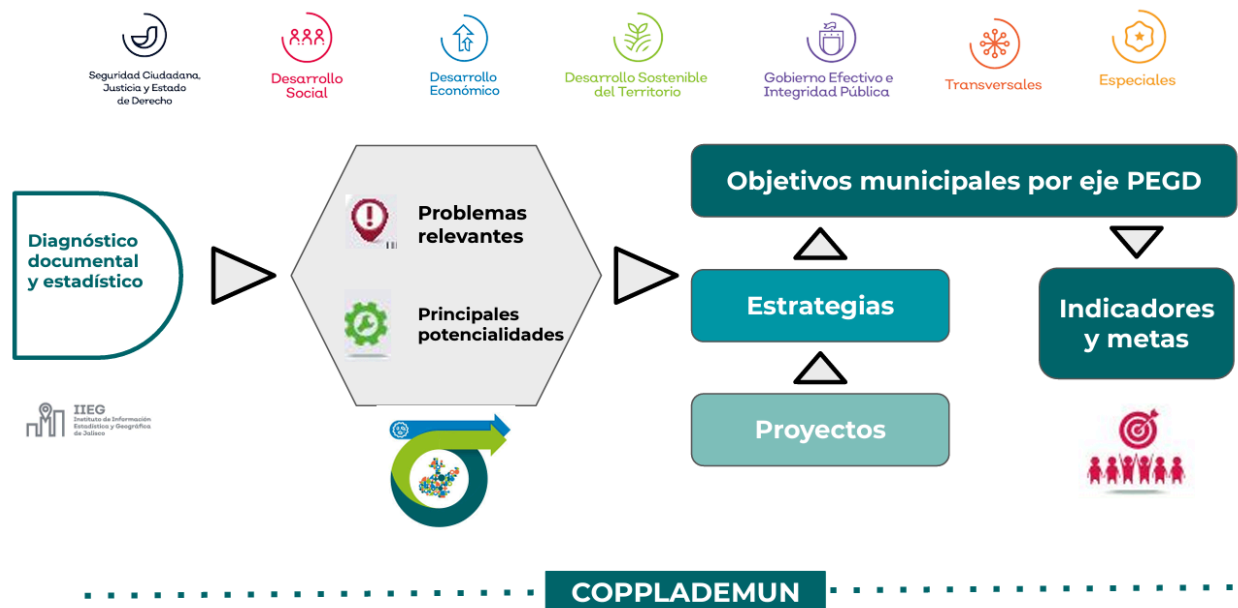 Seguridad Ciudadana,
Justicia y Estado
de Derecho
Desarrollo
Social
Desarrollo
Económico
Desarrollo Sostenible
del Territorio
Gobierno Efectivo e
Integridad Pública
Transversales
Especiales
Diagnóstico
documental
y estadístico
Problemas
relevantes
Principales
potencialidades
Objetivos municipales por eje PEGD
Estrategias
Proyectos
Indicadores
y metas
IIEG
Instituto de Información
Estadística y Geográfica
de Jalisco
COPPLADEMUN